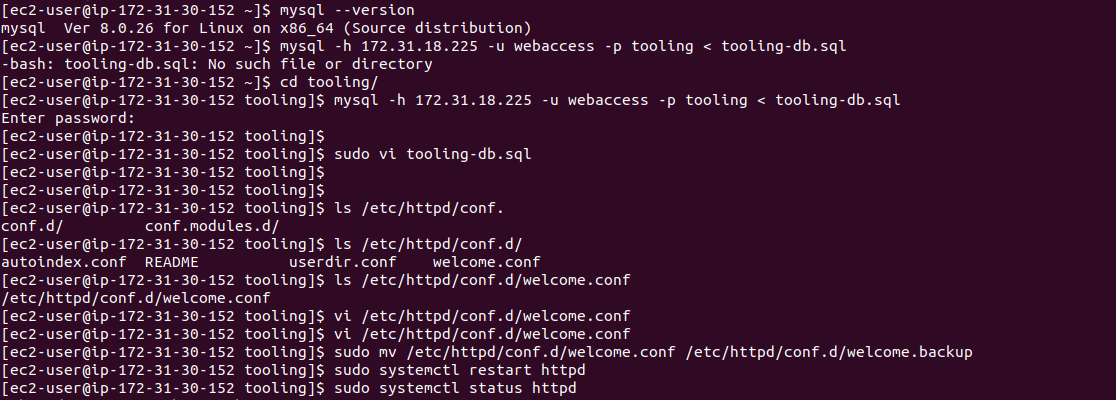 [ec2-user@ip-172-31-30-152 ~]$ mysql --version
mysql  Ver 8.0.26 for Linux on x86_64 (Source distribution)
[ec2-user@ip-172-31-30-152 ~]$ mysql -h 172.31.18.225 -u webaccess -p tooling < tooling-db.sql
-bash: tooling-db.sql: No such file or directory
[ec2-user@ip-172-31-30-152 ~]$ cd tooling/
[ec2-user@ip-172-31-30-152 tooling]$ mysql -h 172.31.18.225 -u webaccess -p tooling < tooling-db.sql
Enter password:
[ec2-user@ip-172-31-30-152 tooling]$
[ec2-user@ip-172-31-30-152 tooling]$ sudo vi tooling-db.sql
[ec2-user@ip-172-31-30-152 tooling]$
[ec2-user@ip-172-31-30-152 tooling]$
[ec2-user@ip-172-31-30-152 tooling]$ ls /etc/httpd/conf.
conf.d/         conf.modules.d/
[ec2-user@ip-172-31-30-152 tooling]$ ls /etc/httpd/conf.d/
autoindex.conf  README          userdir.conf    welcome.conf
[ec2-user@ip-172-31-30-152 tooling]$ ls /etc/httpd/conf.d/welcome.conf
/etc/httpd/conf.d/welcome.conf
[ec2-user@ip-172-31-30-152 tooling]$ vi /etc/httpd/conf.d/welcome.conf
[ec2-user@ip-172-31-30-152 tooling]$ vi /etc/httpd/conf.d/welcome.conf
[ec2-user@ip-172-31-30-152 tooling]$ sudo mv /etc/httpd/conf.d/welcome.conf /etc/httpd/conf.d/welcome.backup
[ec2-user@ip-172-31-30-152 tooling]$ sudo systemctl restart httpd
[ec2-user@ip-172-31-30-152 tooling]$ sudo systemctl status httpd